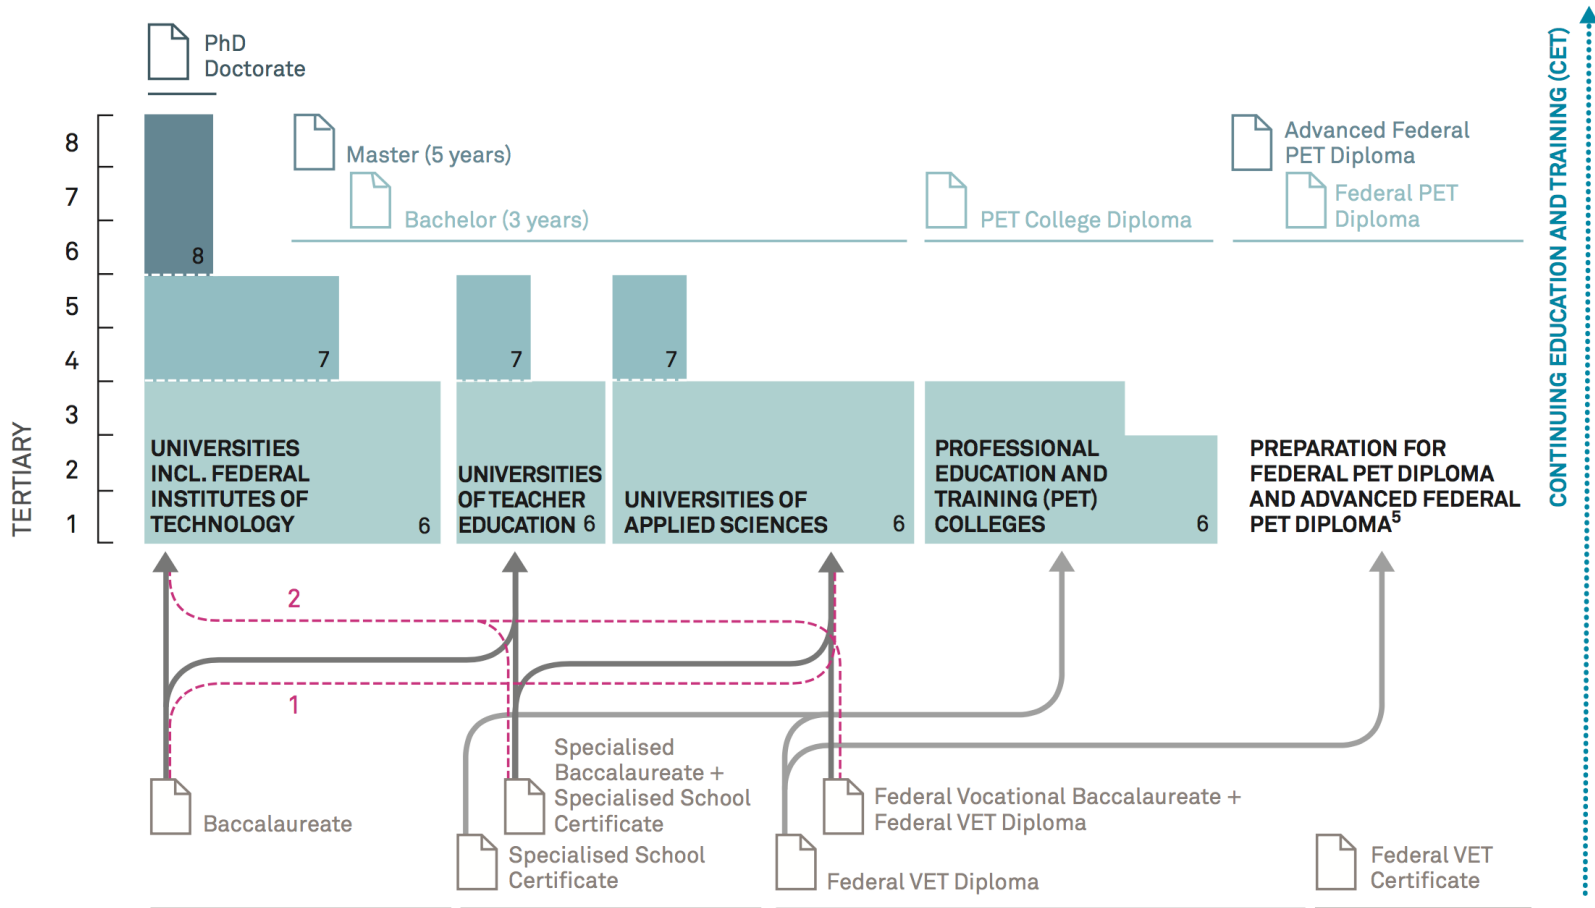 PhD
Doctorate
8
7
6
5
4
3
2
1
TERTIARY
Master (5 years)
Bachelor (3 years)
PET College Diploma
Advanced Federal
PET Diploma
Federal PET
Diploma
CONTINUING EDUCATION AND TRAINING (CET)
8
7
7
7
UNIVERSITIES
INCL. FEDERAL
INSTITUTES OF
TECHNOLOGY
6
UNIVERSITIES
OF TEACHER
EDUCATION 6
UNIVERSITIES OF
APPLIED SCIENCES
6
PROFESSIONAL
EDUCATION AND
TRAINING (PET)
COLLEGES
6
PREPARATION FOR
FEDERAL PET DIPLOMA
AND ADVANCED FEDERAL
PET DIPLOMA⁵
2
1
Baccalaureate
Specialised
Baccalaureate +
Specialised School
Certificate
Specialised School
Certificate
Federal Vocational Baccalaureate +
Federal VET Diploma
Federal VET Diploma
Federal VET
Certificate